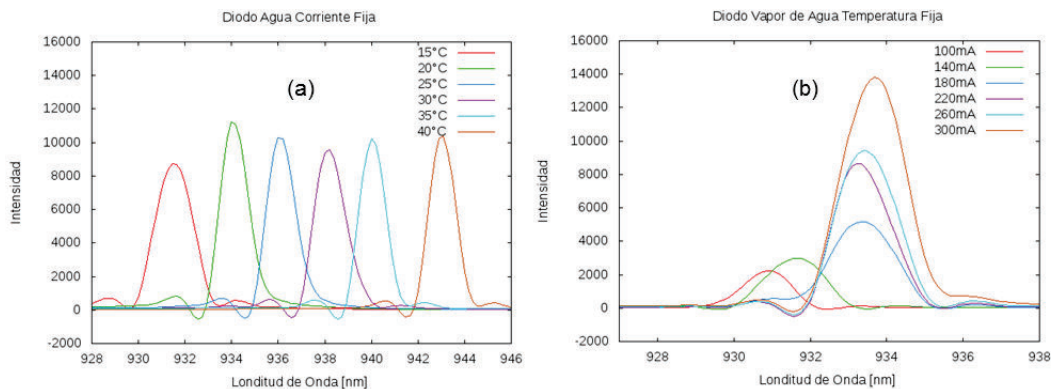 Diodo Agua Corriente Fija
16000
14000
12000
10000
8000
6000
4000
2000
0
-2000
Intensidad
(a)
15°C
20°C
25°C
30°C
35°C
40°C
928 930 932 934 936 938 940 942 944 946
Londitud de Onda [nm]
Diodo Vapor de Agua Temperatura Fija
16000
14000
12000
10000
8000
6000
4000
2000
0
-2000
Intensidad
(b)
100mA
140mA
180mA
220mA
260mA
300mA
928 930 932 934 936 938
Londitud de Onda [nm]